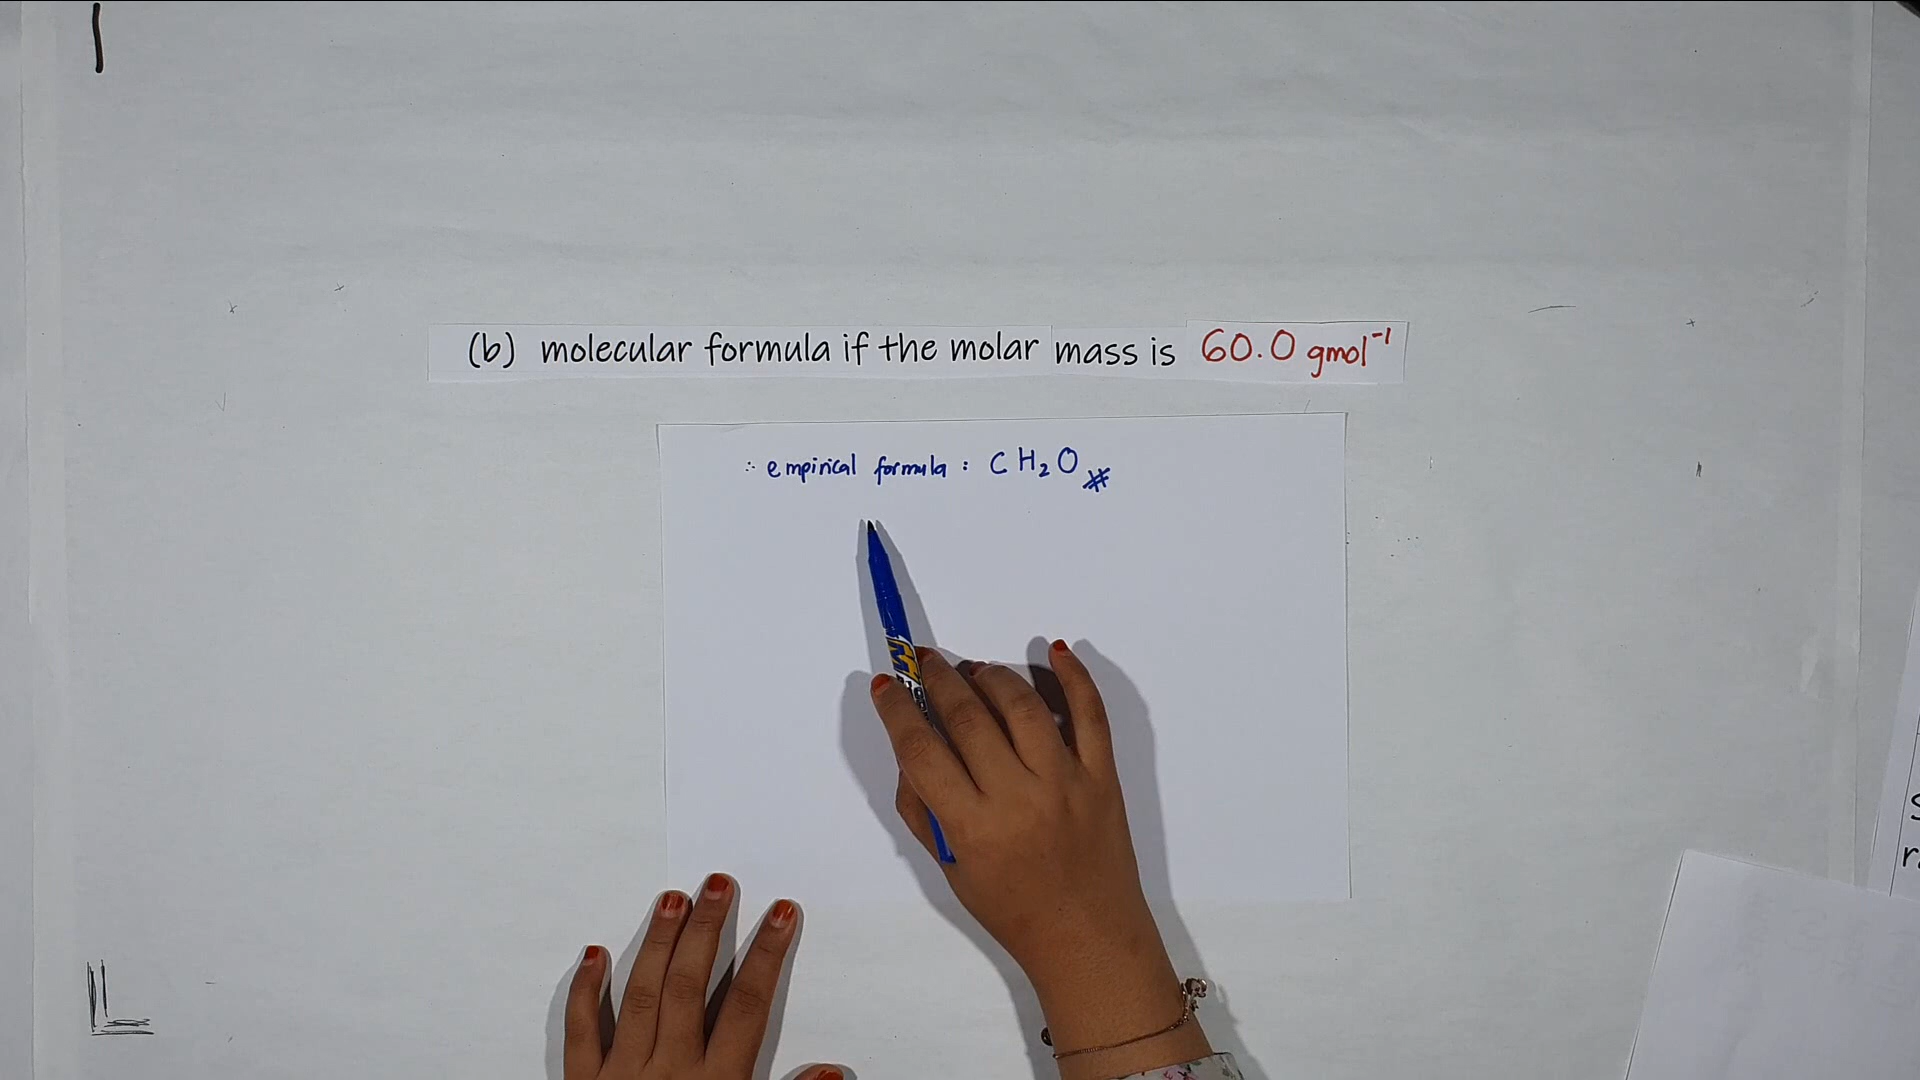 (b) molecular formula if the molar mass is 60.0 gmol⁻¹
∴ empirical formula : CH₂O